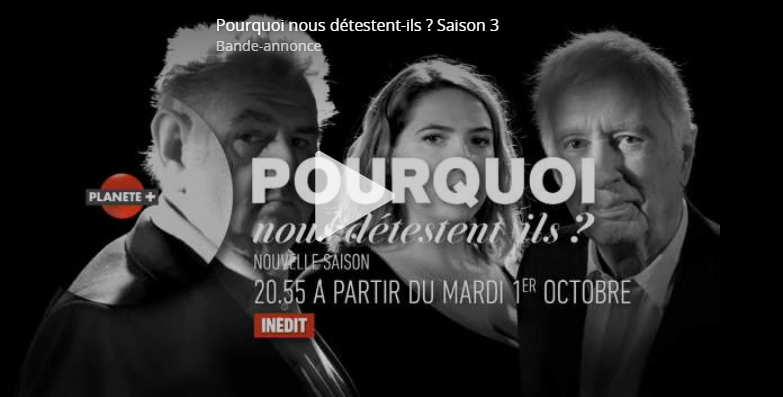 Pourquoi nous détestent-ils ? Saison 3
Bande-annonce
PLANETE +
POURQUOI
nous détestent ils ?
NOUVELLE SAISON
20.55 A PARTIR DU MARDI 1ER OCTOBRE
INEDIT